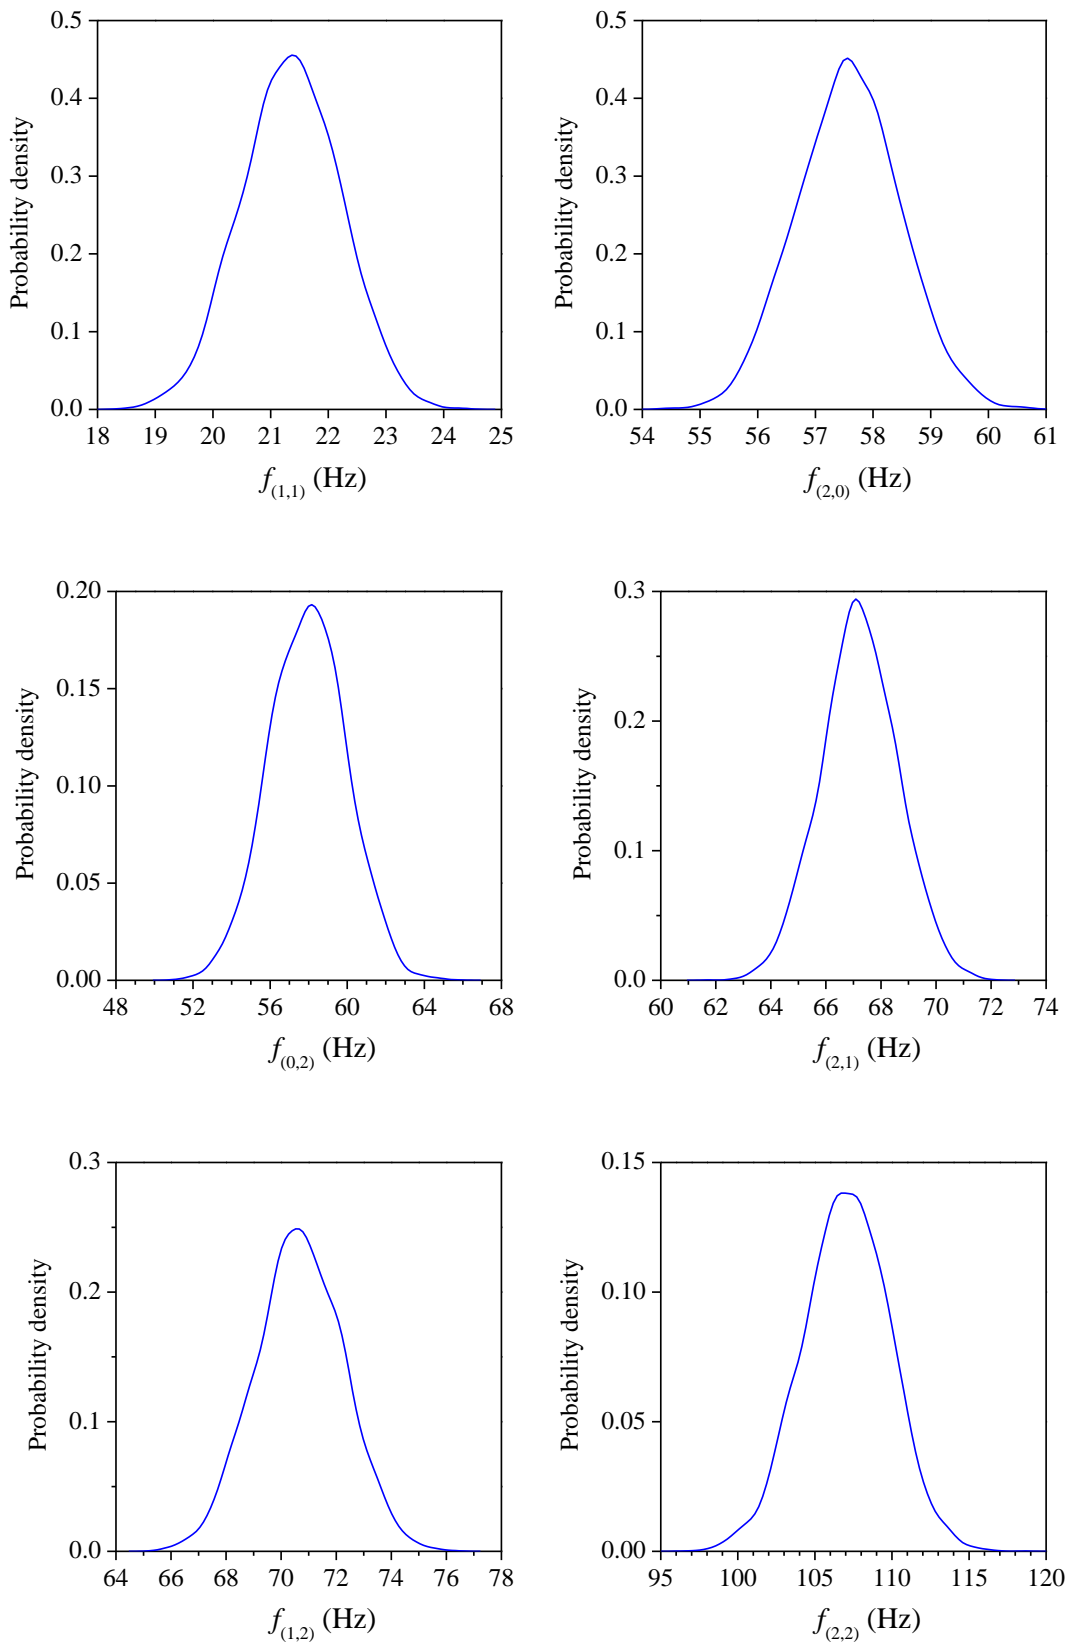 0.5
0.4
0.3
0.2
0.1
0.0
Probability density
18 19 20 21 22 23 24 25
f(1,1) (Hz)
0.5
0.4
0.3
0.2
0.1
0.0
Probability density
54 55 56 57 58 59 60 61
f(2,0) (Hz)
0.20
0.15
0.10
0.05
0.00
Probability density
48 52 56 60 64 68
f(0,2) (Hz)
0.3
0.2
0.1
0.0
Probability density
60 62 64 66 68 70 72 74
f(2,1) (Hz)
0.3
0.2
0.1
0.0
Probability density
64 66 68 70 72 74 76 78
f(1,2) (Hz)
0.15
0.10
0.05
0.00
Probability density
95 100 105 110 115 120
f(2,2) (Hz)